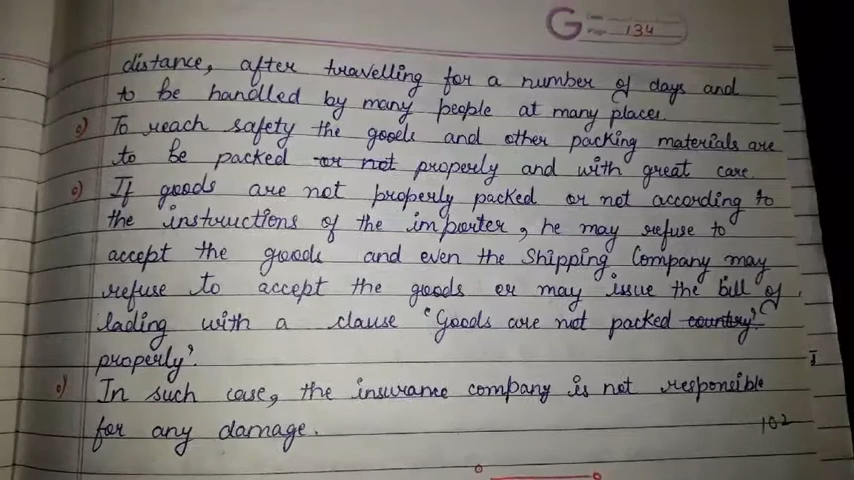 G 134
distance, after travelling for a number of days and
to be handled by many people at many places.
To reach safety the goods and other packing materials are
to be packed or not properly and with great care.
If goods are not properly packed or not according to
the instructions of the importer, he may refuse to
accept the goods and even the Shipping Company may
refuse to accept the goods or may issue the bill of
lading with a clause 'Goods are not packed country'
properly'.
In such case, the insurance company is not responsible
for any damage.
102